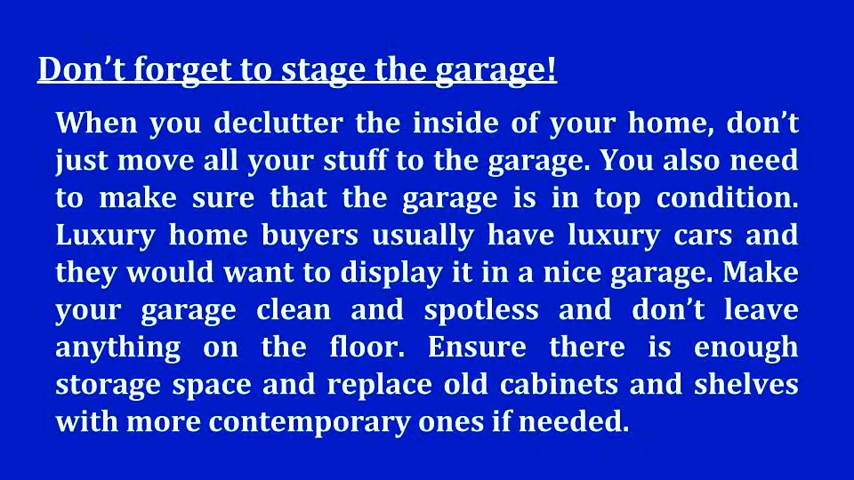 Don’t forget to stage the garage!
When you declutter the inside of your home, don’t
just move all your stuff to the garage. You also need
to make sure that the garage is in top condition.
Luxury home buyers usually have luxury cars and
they would want to display it in a nice garage. Make
your garage clean and spotless and don’t leave
anything on the floor. Ensure there is enough
storage space and replace old cabinets and shelves
with more contemporary ones if needed.